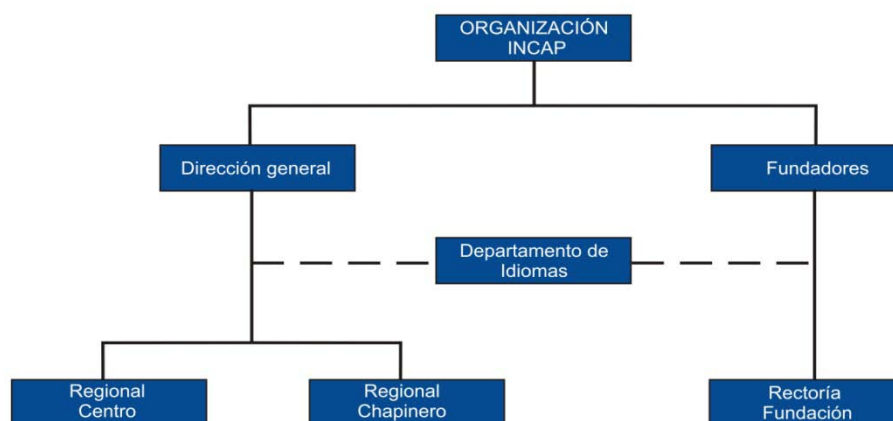 ORGANIZACIÓN
INCAP
Dirección general
Fundadores
Departamento de
Idiomas
Regional
Centro
Regional
Chapinero
Rectoría
Fundación